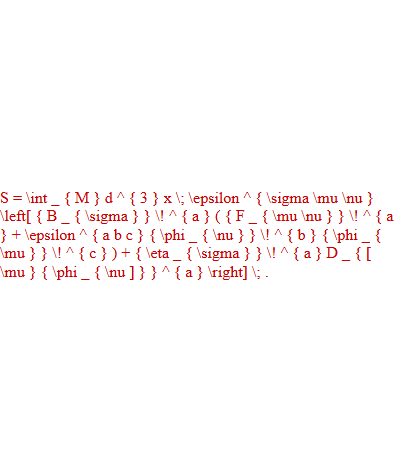 S = \int _ { M } d ^ { 3 } x \; \epsilon ^ { \sigma \mu \nu }
\left[ { B _ { \sigma } } \! ^ { a } ( { F _ { \mu \nu } } \! ^ { a
} + \epsilon ^ { a b c } { \phi _ { \nu } } \! ^ { b } { \phi _ {
\mu } } \! ^ { c } ) + { \eta _ { \sigma } } \! ^ { a } D _ { [
\mu } { \phi _ { \nu ] } } ^ { a } \right] \; .